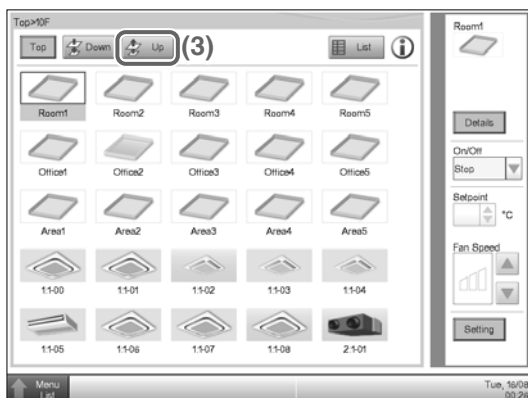 Top>10F
Top Down Up (3) List
Room1 Room2 Room3 Room4 Room5
Office1 Office2 Office3 Office4 Office5
Area1 Area2 Area3 Area4 Area5
1:1-00 1:1-01 1:1-02 1:1-03 1:1-04
1:1-05 1:1-06 1:1-07 1:1-08 2:1-01
Room1
Details
On/Off
Stop
Setpoint
°C
Fan Speed
Setting
Menu
List
Tue, 16/08
00:28